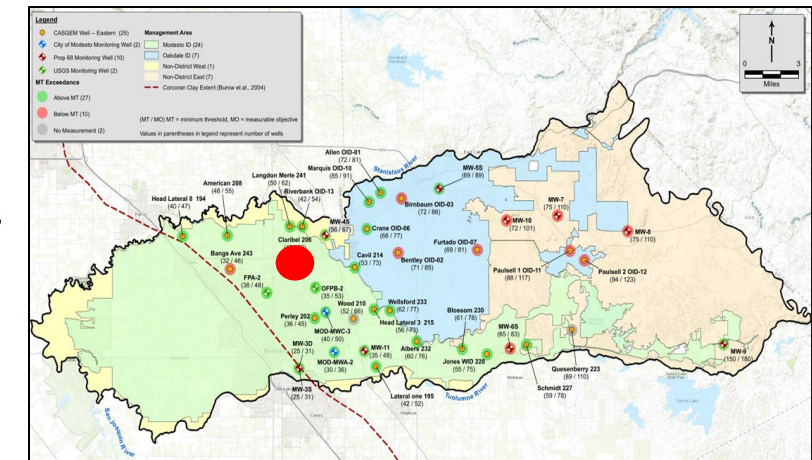 Legend
CASGEM Well – Eastern (25)
City of Modesto Monitoring Well (2)
Prop 68 Monitoring Well (10)
USGS Monitoring Well (2)
MT Exceedance
Above MT (27)
Below MT (10)
No Measurement (2)
Management Area
Modesto ID (24)
Oakdale ID (7)
Non-District West (1)
Non-District East (7)
Corcoran Clay Extent (Burow et al., 2004)
(MT / MO) MT = minimum threshold, MO = measurable objective
Values in parentheses in legend represent number of wells
N
0 3
Miles
Allen OID-01
(72 / 81)
Marquis OID-10
(85 / 91)
Stanislaus River
MW-5S
(69 / 89)
Langdon Merle 241
(50 / 62)
Riverbank OID-13
(42 / 54)
American 208
(48 / 55)
Head Lateral 8 194
(40 / 47)
Birnbaum OID-03
(72 / 86)
MW-7
(75 / 110)
MW-10
(72 / 101)
MW-8
(75 / 110)
MW-4S
(56 / 67)
Crane OID-06
(66 / 77)
Claribel 206
Furtado OID-07
(69 / 81)
Bangs Ave 243
(32 / 46)
Cavil 214
(53 / 73)
Bentley OID-02
(71 / 85)
Paulsell 1 OID-11
(88 / 117)
Paulsell 2 OID-12
(94 / 123)
FPA-2
(38 / 48)
OFPB-2
(35 / 53)
Wood 210
(52 / 66)
Wellsford 233
(62 / 77)
Perley 202
(36 / 45)
Head Lateral 3 215
(56 / 73)
Blossom 230
(61 / 78)
MOD-MWC-3
(40 / 50)
MW-6S
(65 / 83)
MW-3D
(25 / 31)
MOD-MWA-2
(30 / 36)
MW-11
(35 / 48)
Albers 232
(60 / 76)
Jones WID 228
(55 / 75)
Quesenberry 223
(89 / 110)
MW-9
(150 / 180)
MW-3S
(25 / 31)
Lateral one 195
(42 / 52)
Tuolumne River
Schmidt 227
(59 / 78)
San Joaquin River